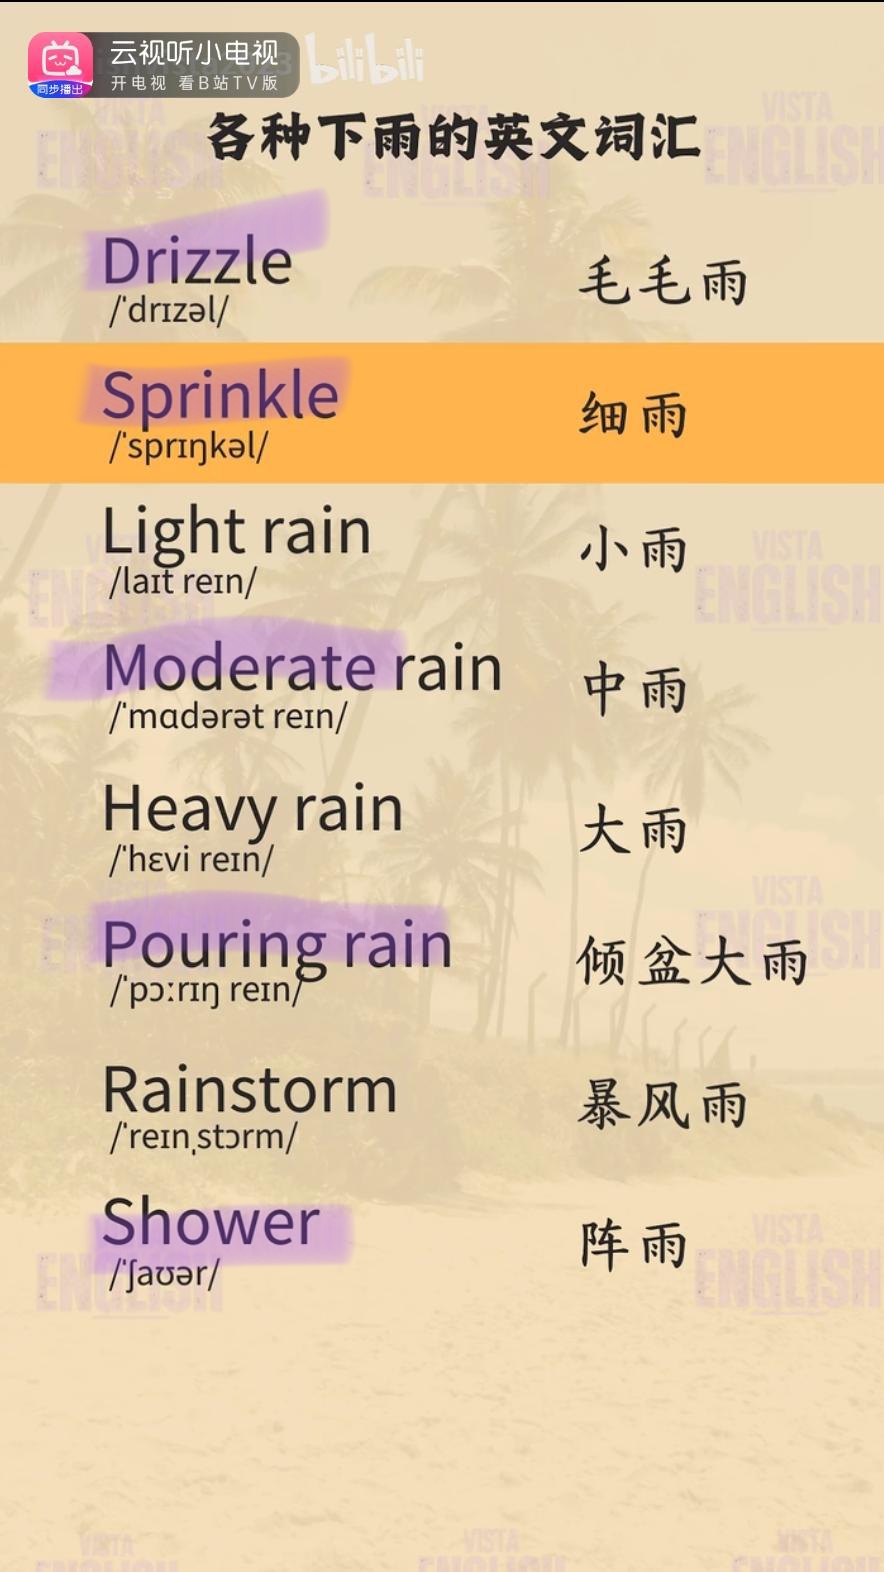 云视听小电视
开电视 看B站TV版
同步播出
bilibili
各种下雨的英文词汇
Drizzle 毛毛雨
/ˈdrɪzəl/
Sprinkle 细雨
/ˈsprɪŋkəl/
Light rain 小雨
/laɪt reɪn/
Moderate rain 中雨
/ˈmɑdərət reɪn/
Heavy rain 大雨
/ˈhɛvi reɪn/
Pouring rain 倾盆大雨
/ˈpɔːrɪŋ reɪn/
Rainstorm 暴风雨
/ˈreɪnˌstɔrm/
Shower 阵雨
/ˈʃaʊər/
VISTA
ENGLISH